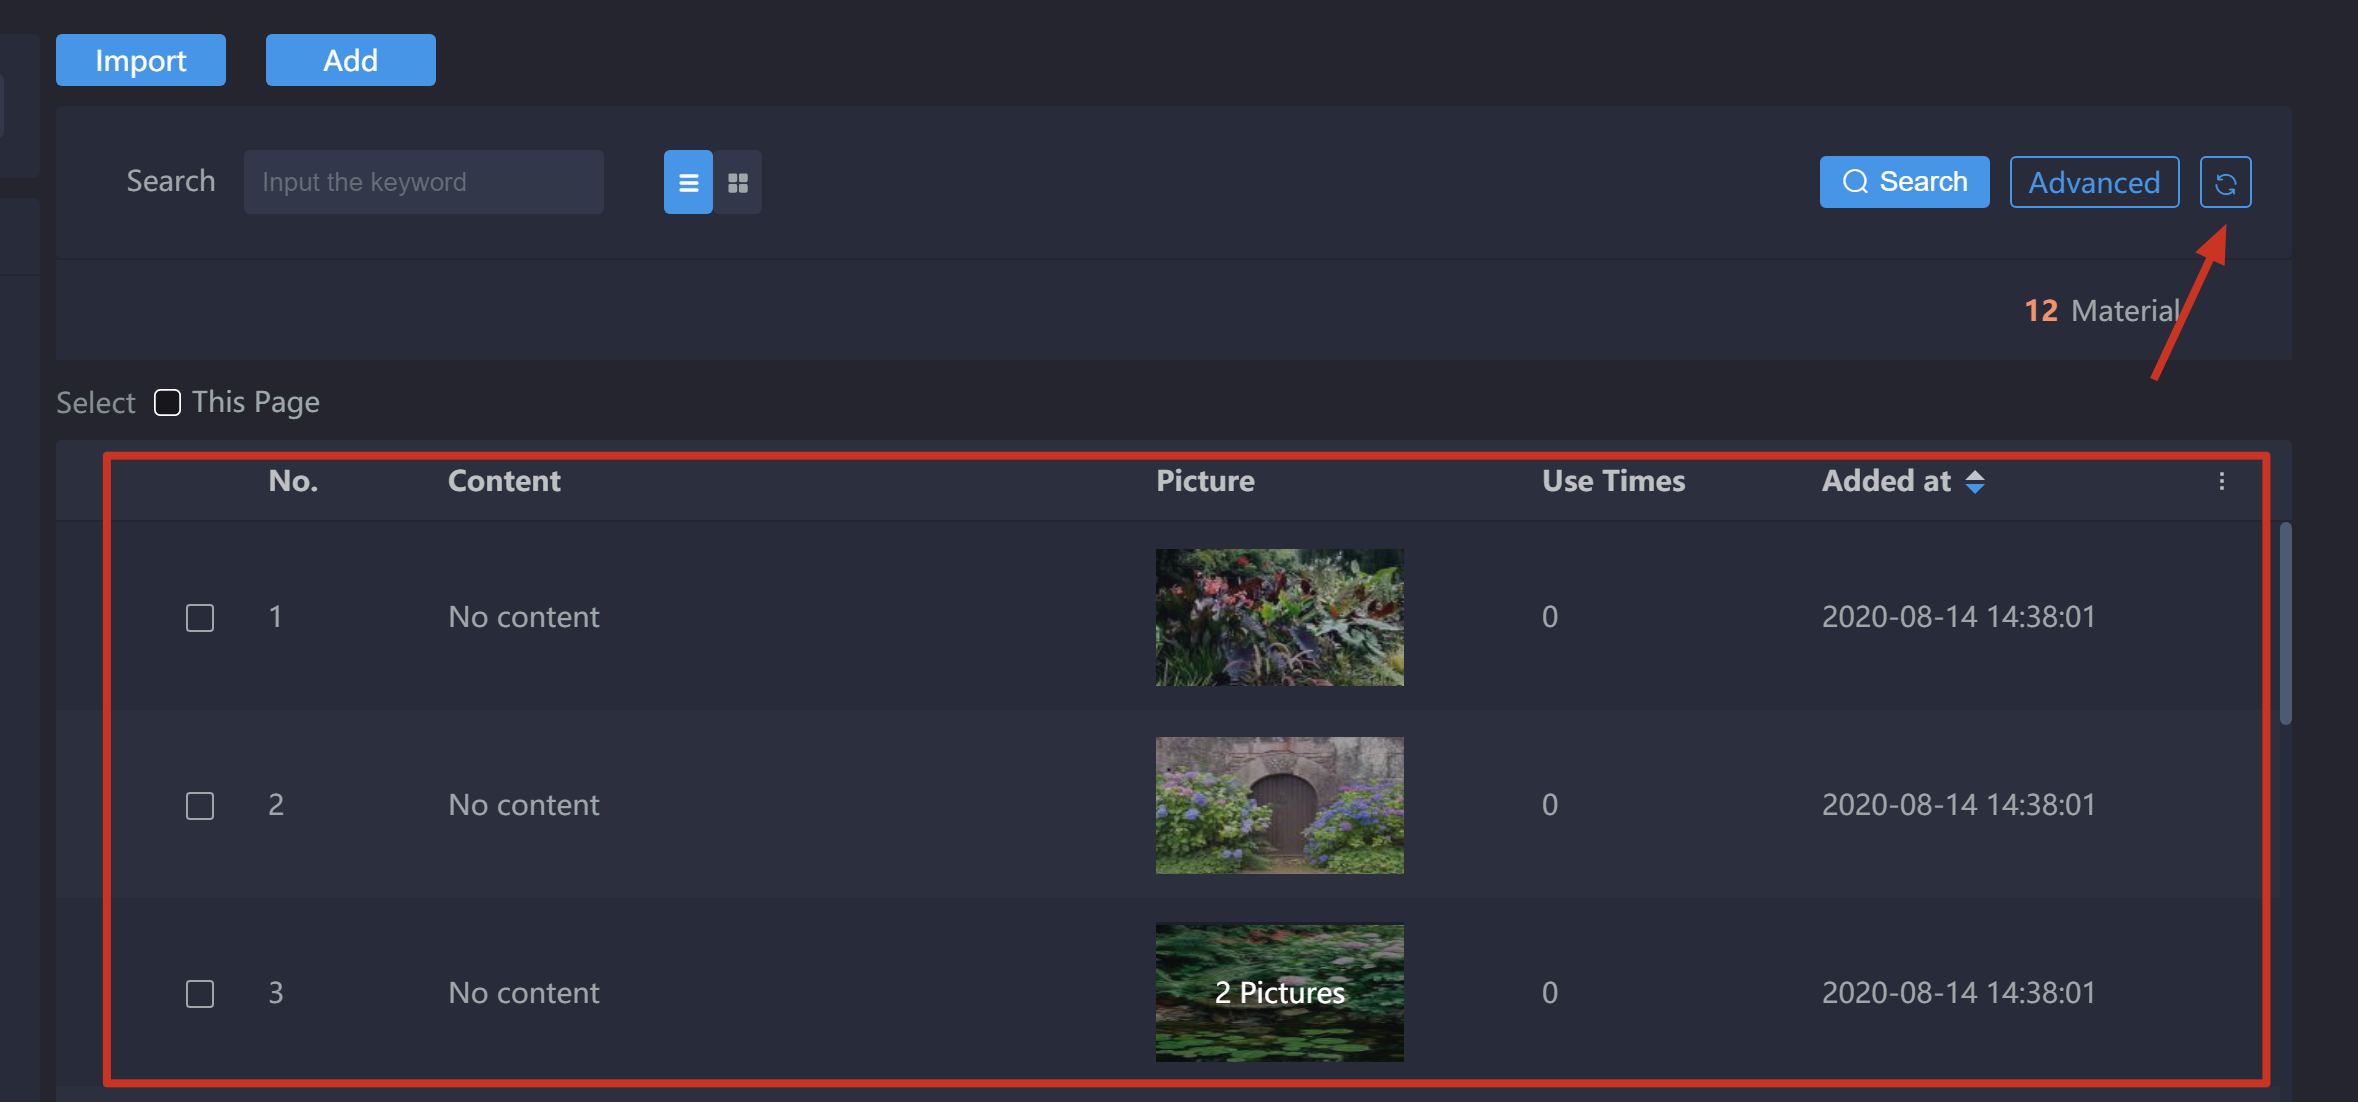 Import Add
Search Input the keyword Search Advanced
12 Material
Select This Page
No. Content Picture Use Times Added at
1 No content 0 2020-08-14 14:38:01
2 No content 0 2020-08-14 14:38:01
3 No content 2 Pictures 0 2020-08-14 14:38:01